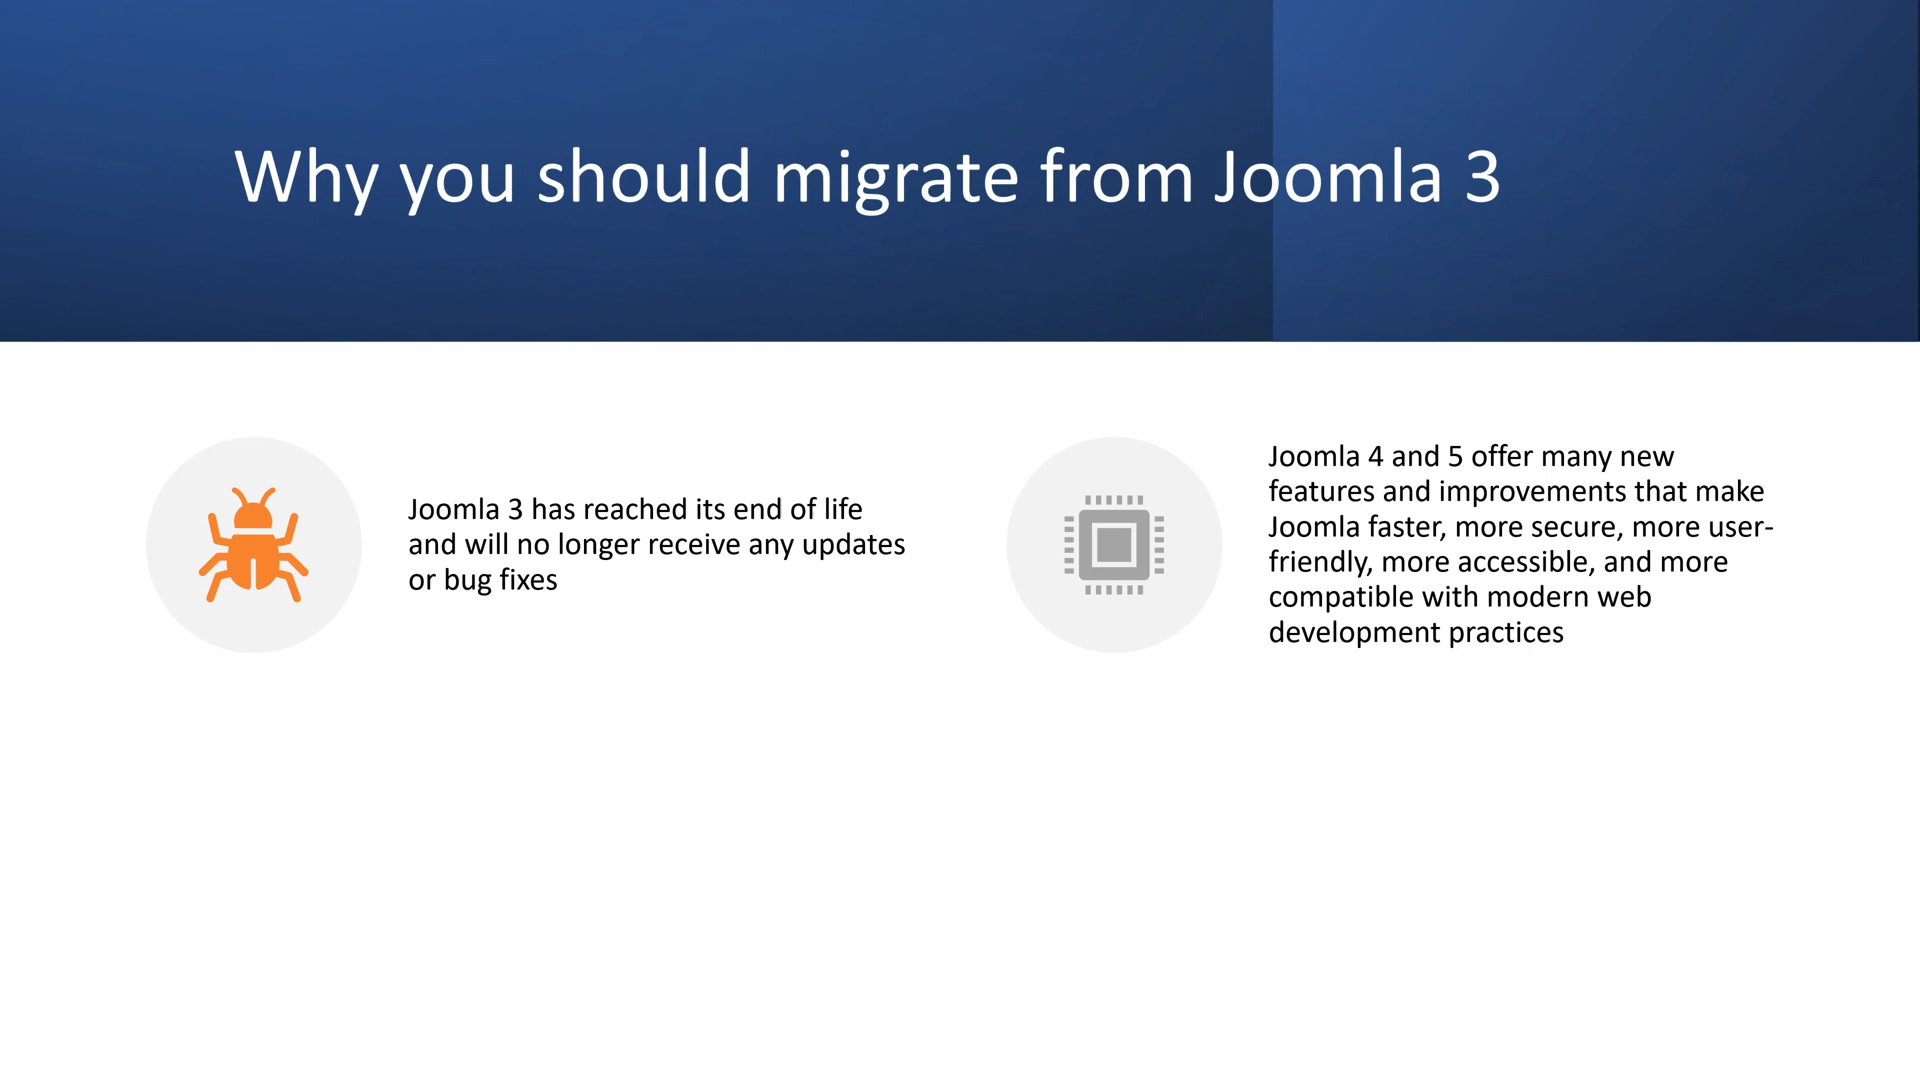 Why you should migrate from Joomla 3
Joomla 3 has reached its end of life
and will no longer receive any updates
or bug fixes
Joomla 4 and 5 offer many new
features and improvements that make
Joomla faster, more secure, more user-
friendly, more accessible, and more
compatible with modern web
development practices